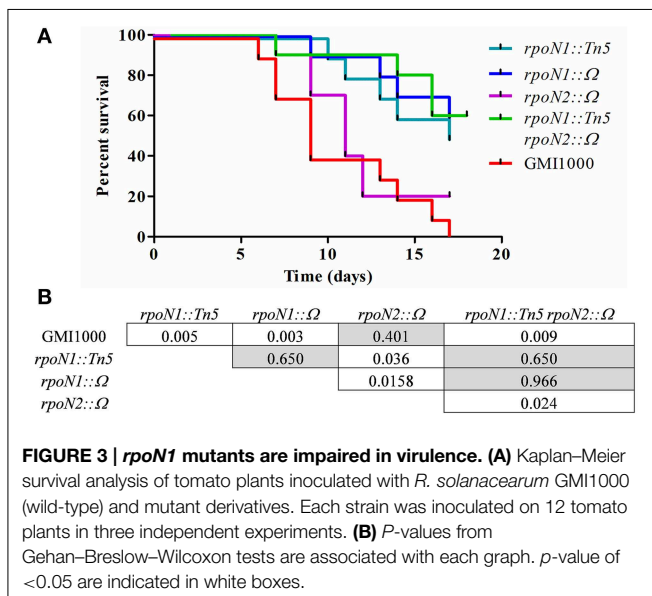 A
Percent survival
100
80
60
40
20
0
0 5 10 15 20
Time (days)
rpoN1::Tn5
rpoN1::Ω
rpoN2::Ω
rpoN1::Tn5
rpoN2::Ω
GMI1000
B
rpoN1::Tn5 rpoN1::Ω rpoN2::Ω rpoN1::Tn5 rpoN2::Ω
GMI1000 0.005 0.003 0.401 0.009
rpoN1::Tn5 0.650 0.036 0.650
rpoN1::Ω 0.0158 0.966
rpoN2::Ω 0.024
FIGURE 3 | rpoN1 mutants are impaired in virulence. (A) Kaplan–Meier
survival analysis of tomato plants inoculated with R. solanacearum GMI1000
(wild-type) and mutant derivatives. Each strain was inoculated on 12 tomato
plants in three independent experiments. (B) P-values from
Gehan–Breslow–Wilcoxon tests are associated with each graph. p-value of
<0.05 are indicated in white boxes.